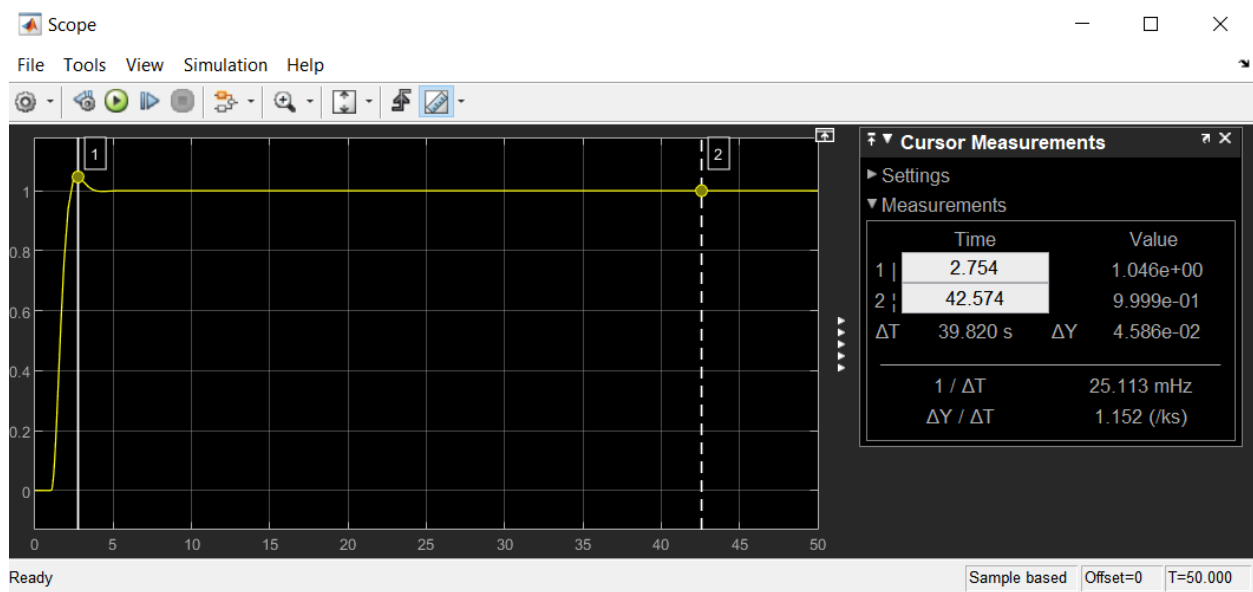 Scope
File Tools View Simulation Help
1
2
1
0.8
0.6
0.4
0.2
0
0 5 10 15 20 25 30 35 40 45 50
Cursor Measurements
Settings
Measurements
Time Value
1 | 2.754 1.046e+00
2 ¦ 42.574 9.999e-01
ΔT 39.820 s ΔY 4.586e-02
1 / ΔT 25.113 mHz
ΔY / ΔT 1.152 (/ks)
Ready Sample based Offset=0 T=50.000